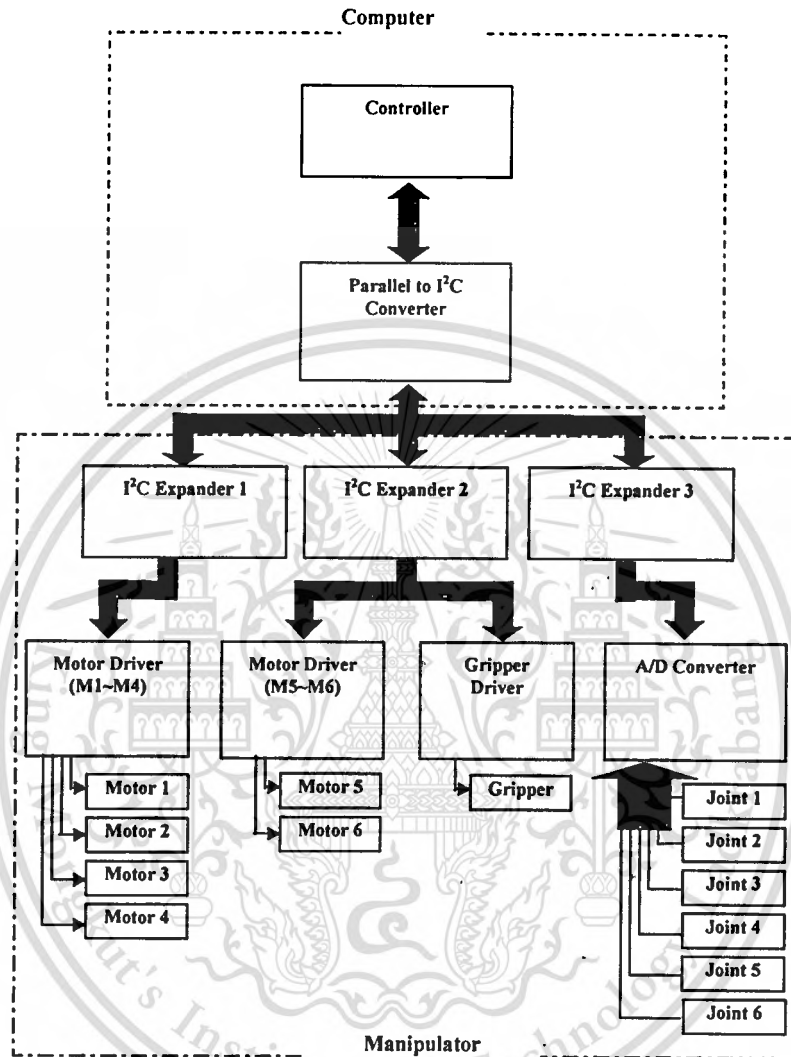 Computer
Controller
Parallel to I²C
Converter
I²C Expander 1
I²C Expander 2
I²C Expander 3
Motor Driver
(M1~M4)
Motor Driver
(M5~M6)
Gripper
Driver
A/D Converter
Motor 1
Motor 2
Motor 3
Motor 4
Motor 5
Motor 6
Gripper
Joint 1
Joint 2
Joint 3
Joint 4
Joint 5
Joint 6
Manipulator